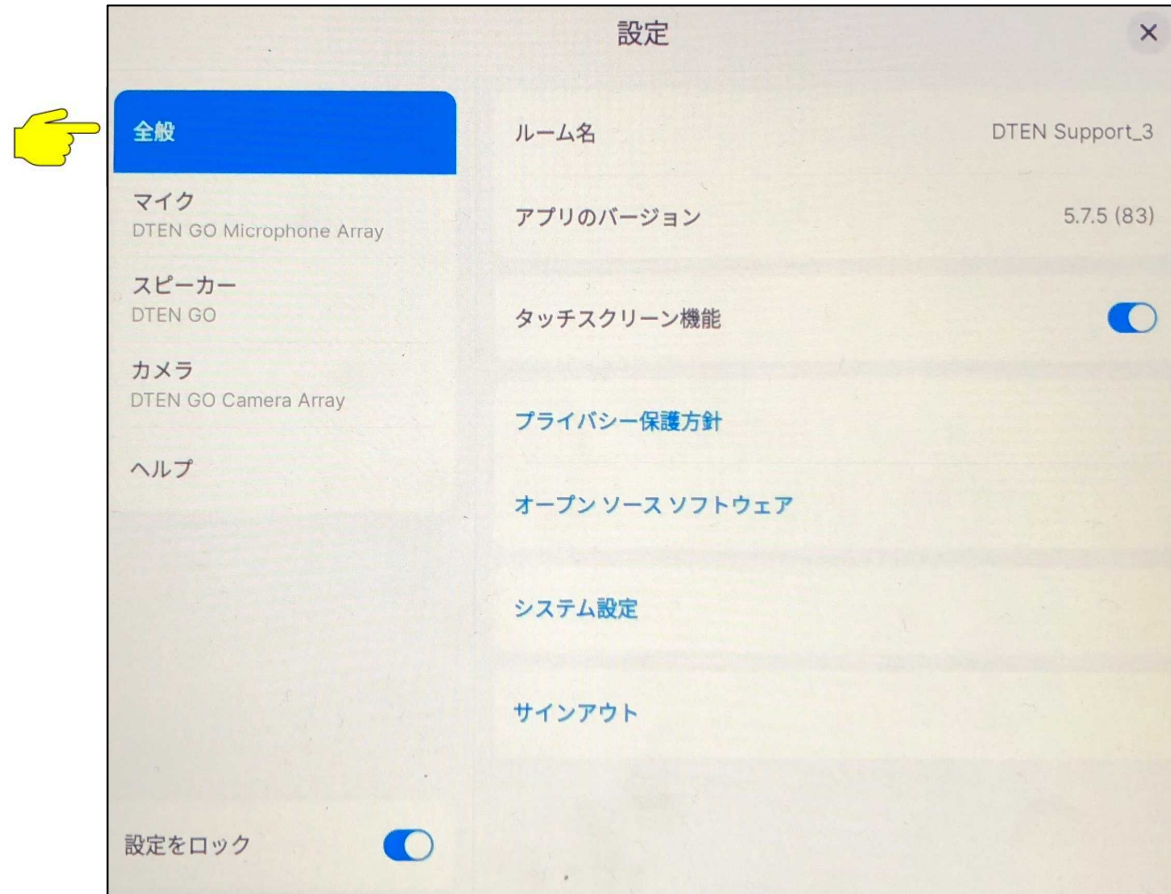 設定
全般
マイク
DTEN GO Microphone Array
スピーカー
DTEN GO
カメラ
DTEN GO Camera Array
ヘルプ
設定をロック
ルーム名 DTEN Support_3
アプリのバージョン 5.7.5 (83)
タッチスクリーン機能
プライバシー保護方針
オープン ソース ソフトウェア
システム設定
サインアウト